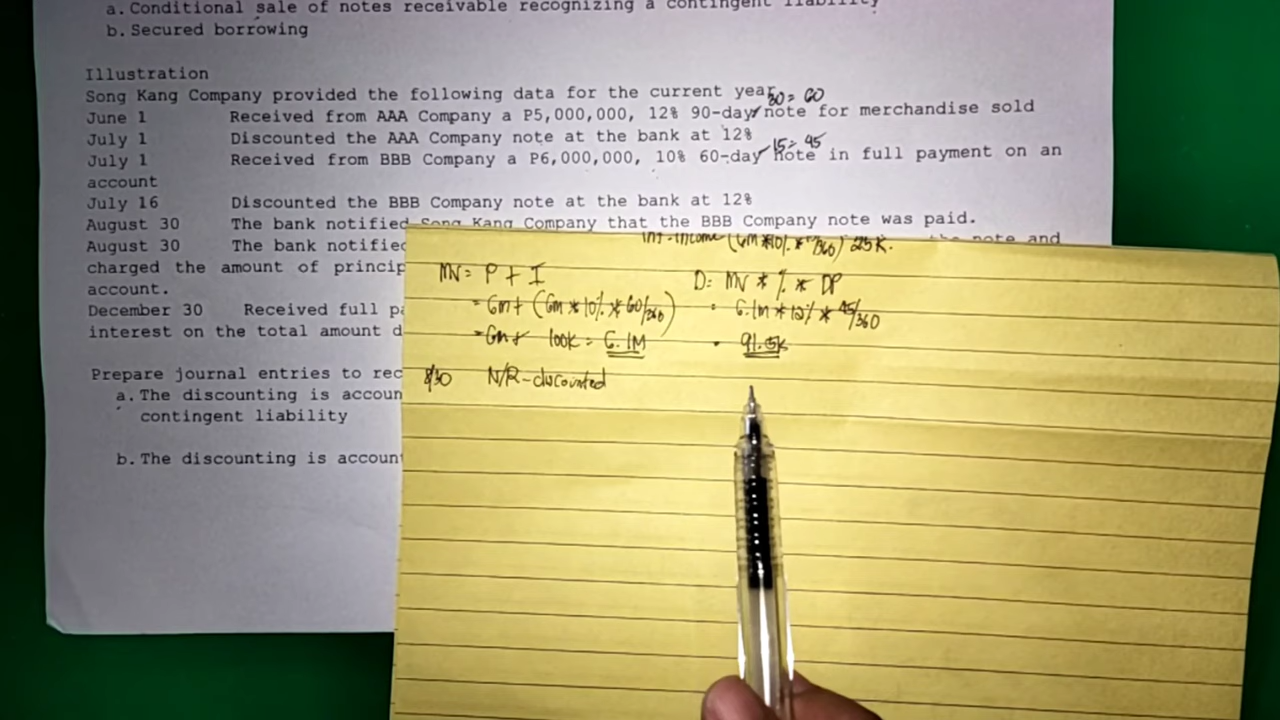 a. Conditional sale of notes receivable recognizing a contingent liability
b. Secured borrowing
Illustration
Song Kang Company provided the following data for the current year
30 = 60
June 1 Received from AAA Company a P5,000,000, 12% 90-day note for merchandise sold
July 1 Discounted the AAA Company note at the bank at 12%
15 = 45
July 1 Received from BBB Company a P6,000,000, 10% 60-day note in full payment on an
account
July 16 Discounted the BBB Company note at the bank at 12%
August 30 The bank notified Song Kang Company that the BBB Company note was paid.
August 30 The bank notified note and
charged the amount of princip
account.
December 30 Received full pa
interest on the total amount d
Prepare journal entries to rec
a. The discounting is accoun
contingent liability
b. The discounting is accoun
Int. Income (6M * 10% * /360) 25K.
MV = P + I
= 6M + (6M * 10% * 60/360)
= 6M + 100K = 6.1M
D: MV * % * DP
6.1M * 12% * 45/360
91.5K
8/30 N/R-discounted